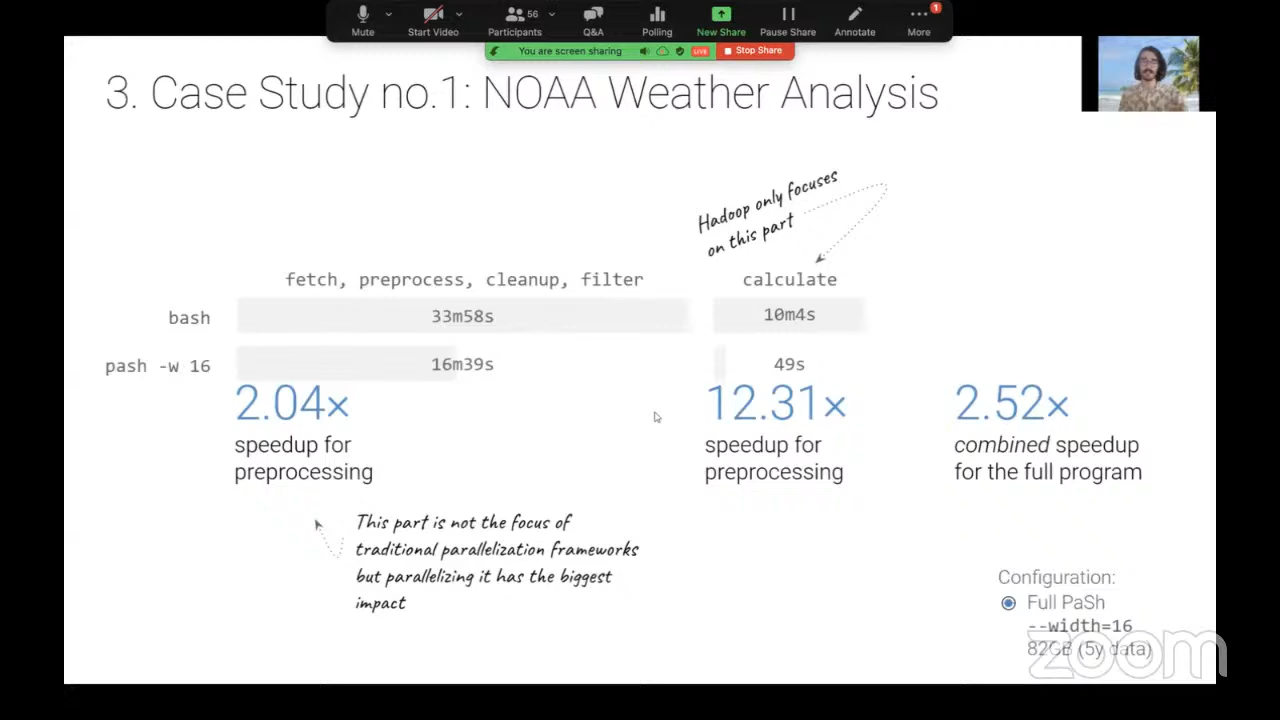 Mute
Start Video
56
Participants
Q&A
Polling
New Share
Pause Share
Annotate
1
More
You are screen sharing
LIVE
Stop Share
3. Case Study no.1: NOAA Weather Analysis
Hadoop only focuses
on this part
fetch, preprocess, cleanup, filter
calculate
bash
33m58s
10m4s
pash -w 16
16m39s
49s
2.04×
speedup for
preprocessing
12.31×
speedup for
preprocessing
2.52×
combined speedup
for the full program
This part is not the focus of
traditional parallelization frameworks
but parallelizing it has the biggest
impact
Configuration:
Full PaSh
--width=16
82GB (5y data)
zoom